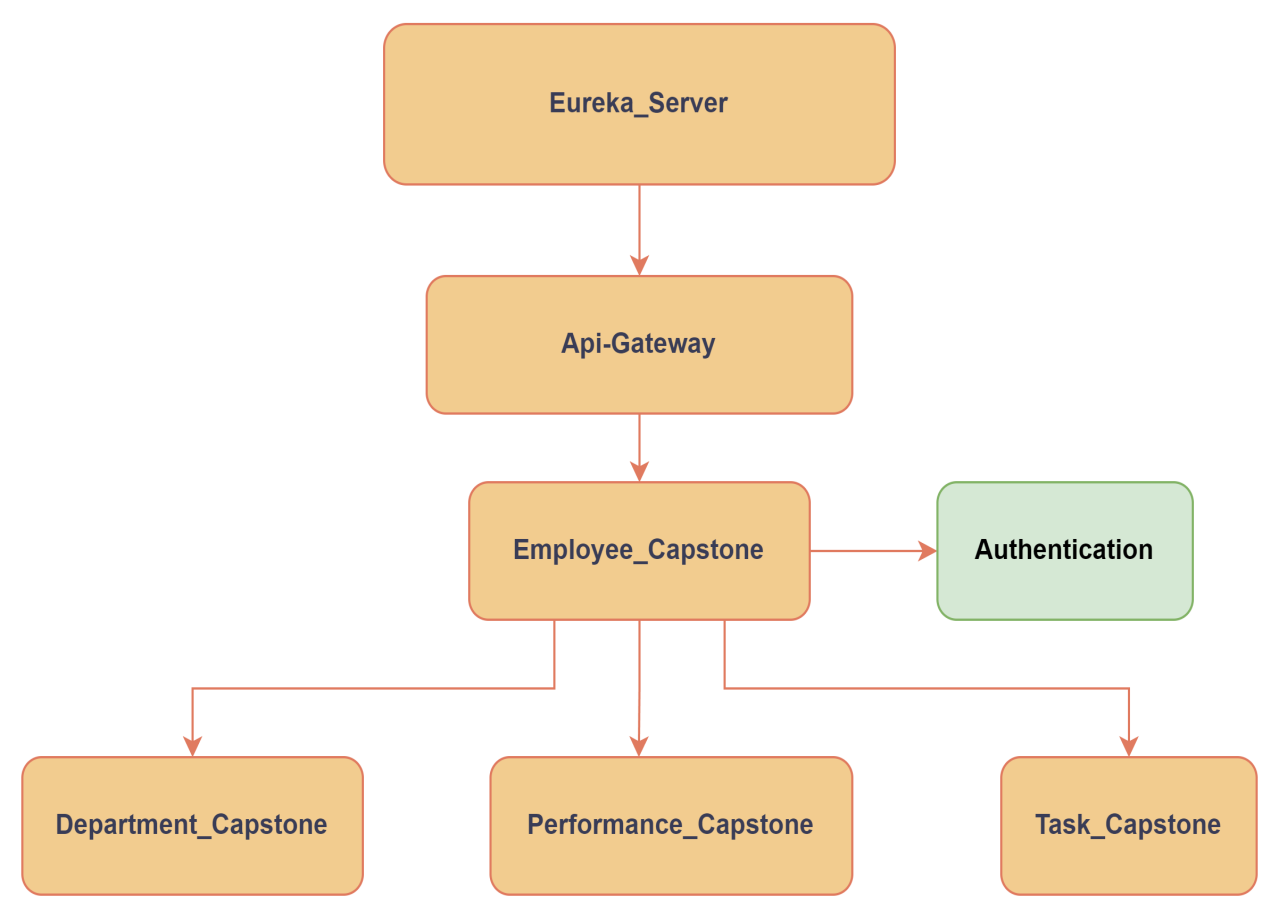 Eureka_Server
Api-Gateway
Employee_Capstone
Authentication
Department_Capstone
Performance_Capstone
Task_Capstone